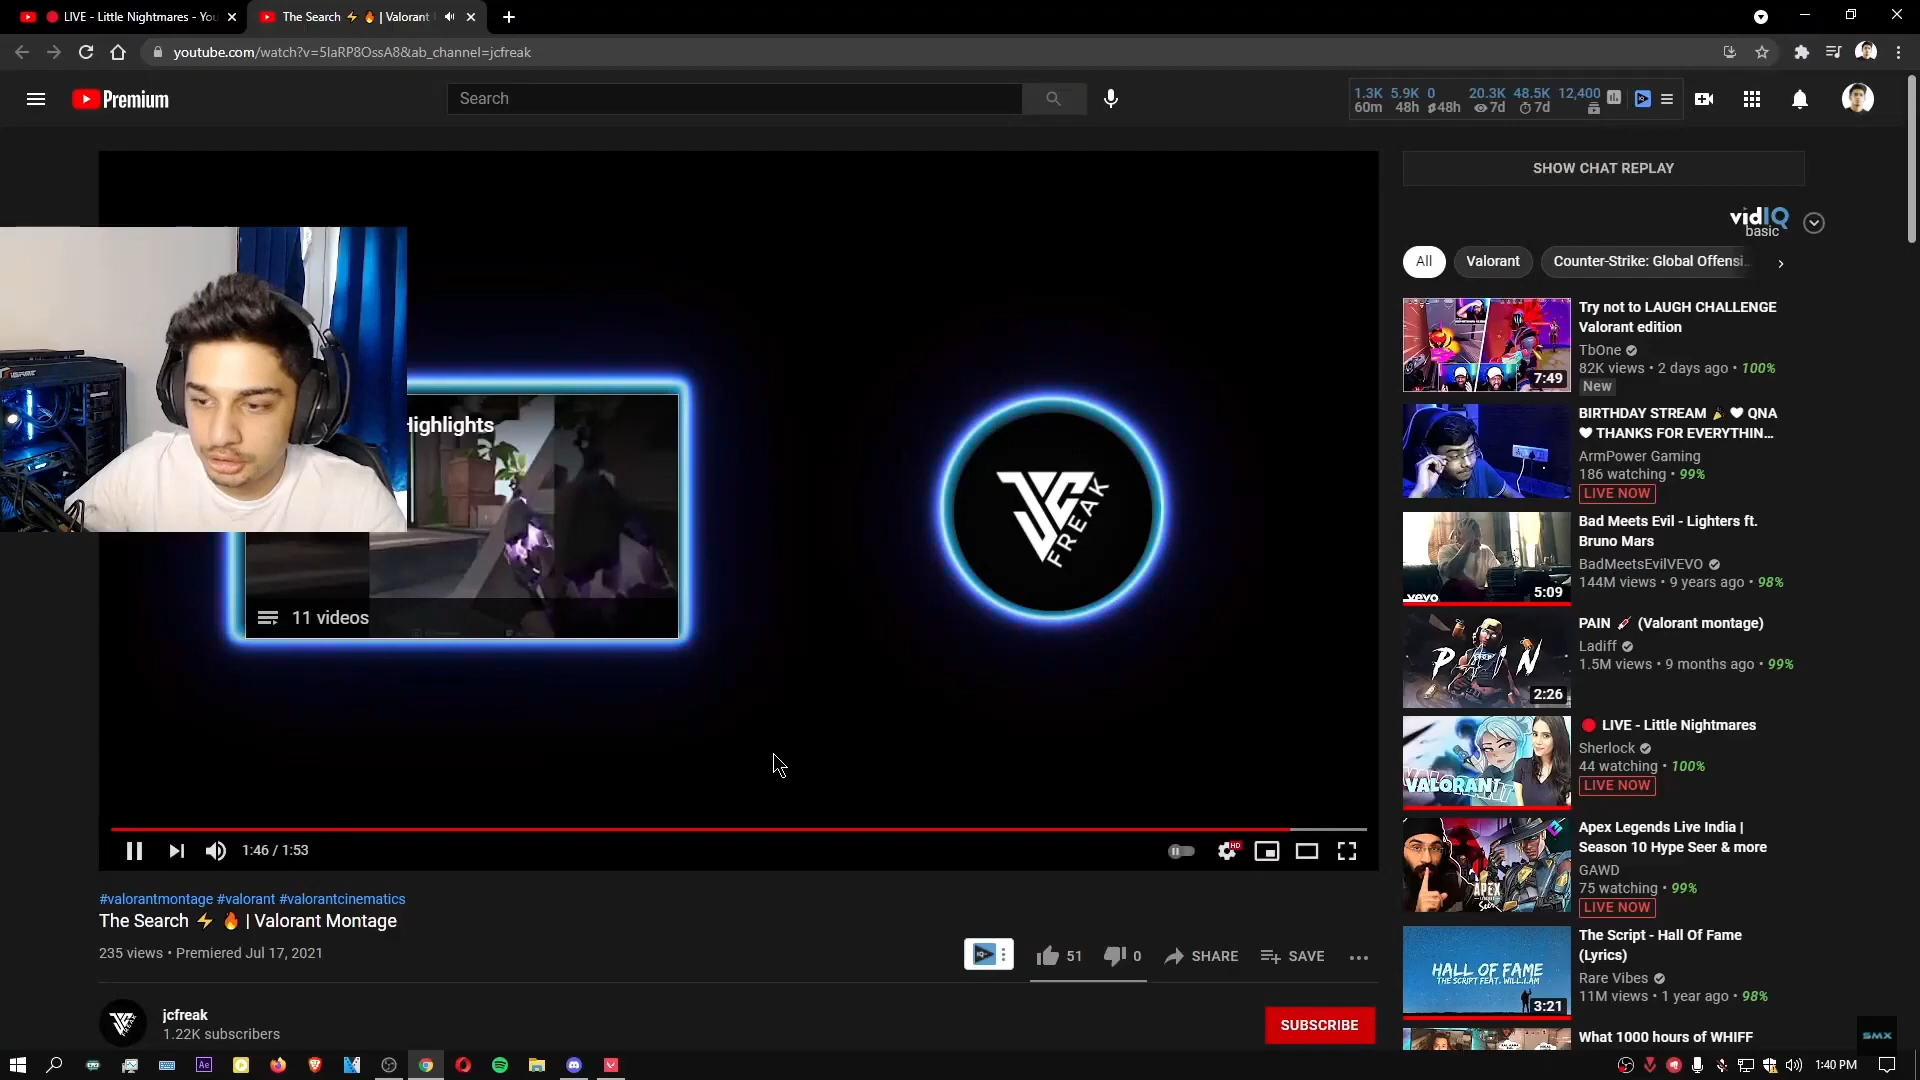 LIVE - Little Nightmares - You
The Search ⚡ 🔥 | Valorant
youtube.com/watch?v=5laRP8OssA8&ab_channel=jcfreak
Premium
Search
1.3K 5.9K 0 20.3K 48.5K 12,400
60m 48h 48h 7d 7d
SHOW CHAT REPLAY
vidIQ
basic
All
Valorant
Counter-Strike: Global Offensi...
Highlights
11 videos
JC
FREAK
1:46 / 1:53
HD
#valorantmontage #valorant #valorantcinematics
The Search ⚡ 🔥 | Valorant Montage
235 views • Premiered Jul 17, 2021
51
0
SHARE
SAVE
jcfreak
1.22K subscribers
SUBSCRIBE
7:49
Try not to LAUGH CHALLENGE
Valorant edition
TbOne
82K views • 2 days ago • 100%
New
BIRTHDAY STREAM 🎉 ♥ QNA
♥ THANKS FOR EVERYTHIN...
ArmPower Gaming
186 watching • 99%
LIVE NOW
vevo
5:09
Bad Meets Evil - Lighters ft.
Bruno Mars
BadMeetsEvilVEVO
144M views • 9 years ago • 98%
PAIN
2:26
PAIN 💉 (Valorant montage)
Ladiff
1.5M views • 9 months ago • 99%
VALORANT
🔴 LIVE - Little Nightmares
Sherlock
44 watching • 100%
LIVE NOW
APEX
LEGENDS
Seer
Apex Legends Live India |
Season 10 Hype Seer & more
GAWD
75 watching • 99%
LIVE NOW
HALL OF FAME
THE SCRIPT FEAT. WILL.I.AM
3:21
The Script - Hall Of Fame
(Lyrics)
Rare Vibes
11M views • 1 year ago • 98%
What 1000 hours of WHIFF
SMX
Ae
1:40 PM